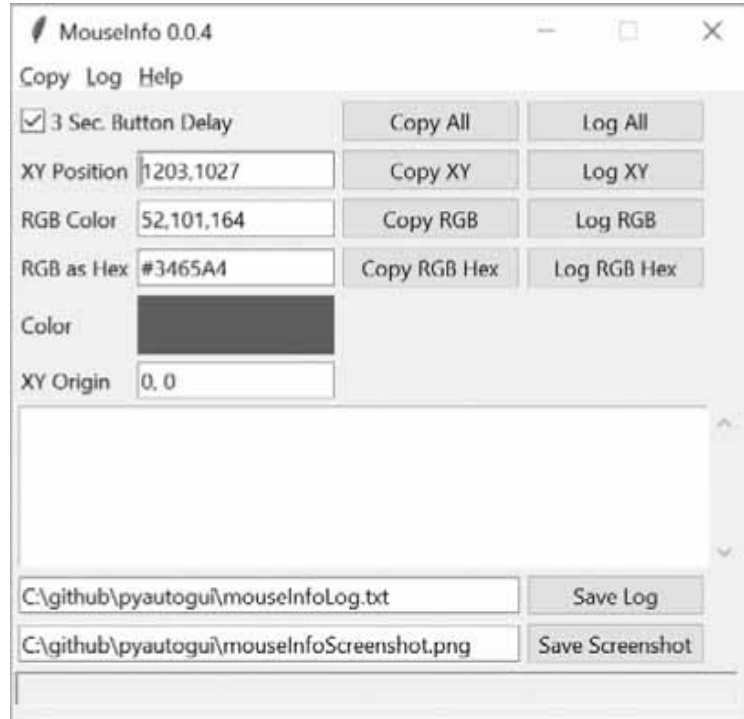 MouseInfo 0.0.4
Copy Log Help
3 Sec. Button Delay Copy All Log All
XY Position 1203,1027 Copy XY Log XY
RGB Color 52,101,164 Copy RGB Log RGB
RGB as Hex #3465A4 Copy RGB Hex Log RGB Hex
Color
XY Origin 0, 0
C:\github\pyautogui\mouseInfoLog.txt Save Log
C:\github\pyautogui\mouseInfoScreenshot.png Save Screenshot